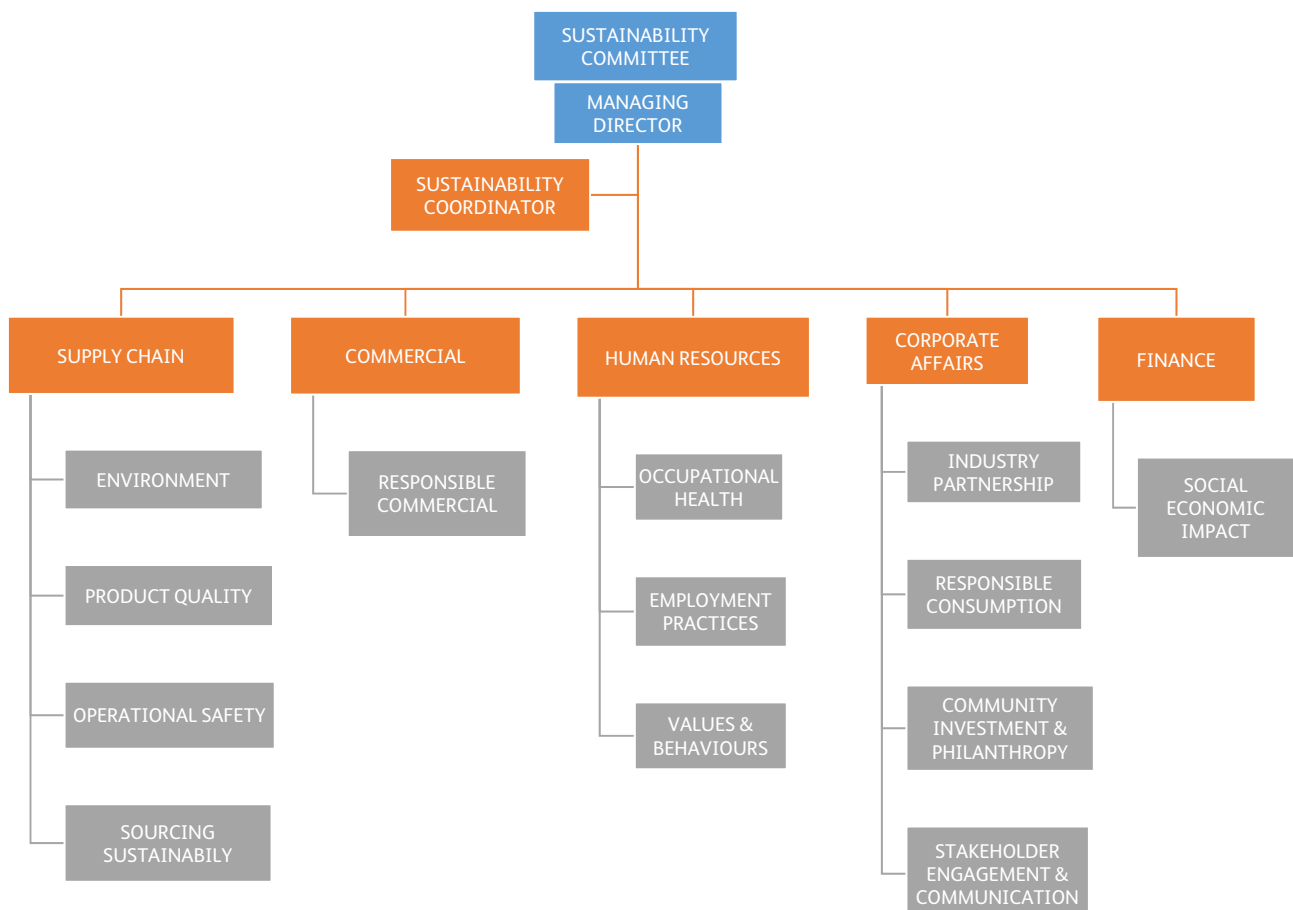 SUSTAINABILITY
COMMITTEE
MANAGING
DIRECTOR
SUSTAINABILITY
COORDINATOR
SUPPLY CHAIN
ENVIRONMENT
PRODUCT QUALITY
OPERATIONAL SAFETY
SOURCING
SUSTAINABILY
COMMERCIAL
RESPONSIBLE
COMMERCIAL
HUMAN RESOURCES
OCCUPATIONAL
HEALTH
EMPLOYMENT
PRACTICES
VALUES &
BEHAVIOURS
CORPORATE
AFFAIRS
INDUSTRY
PARTNERSHIP
RESPONSIBLE
CONSUMPTION
COMMUNITY
INVESTMENT &
PHILANTHROPY
STAKEHOLDER
ENGAGEMENT &
COMMUNICATION
FINANCE
SOCIAL
ECONOMIC
IMPACT